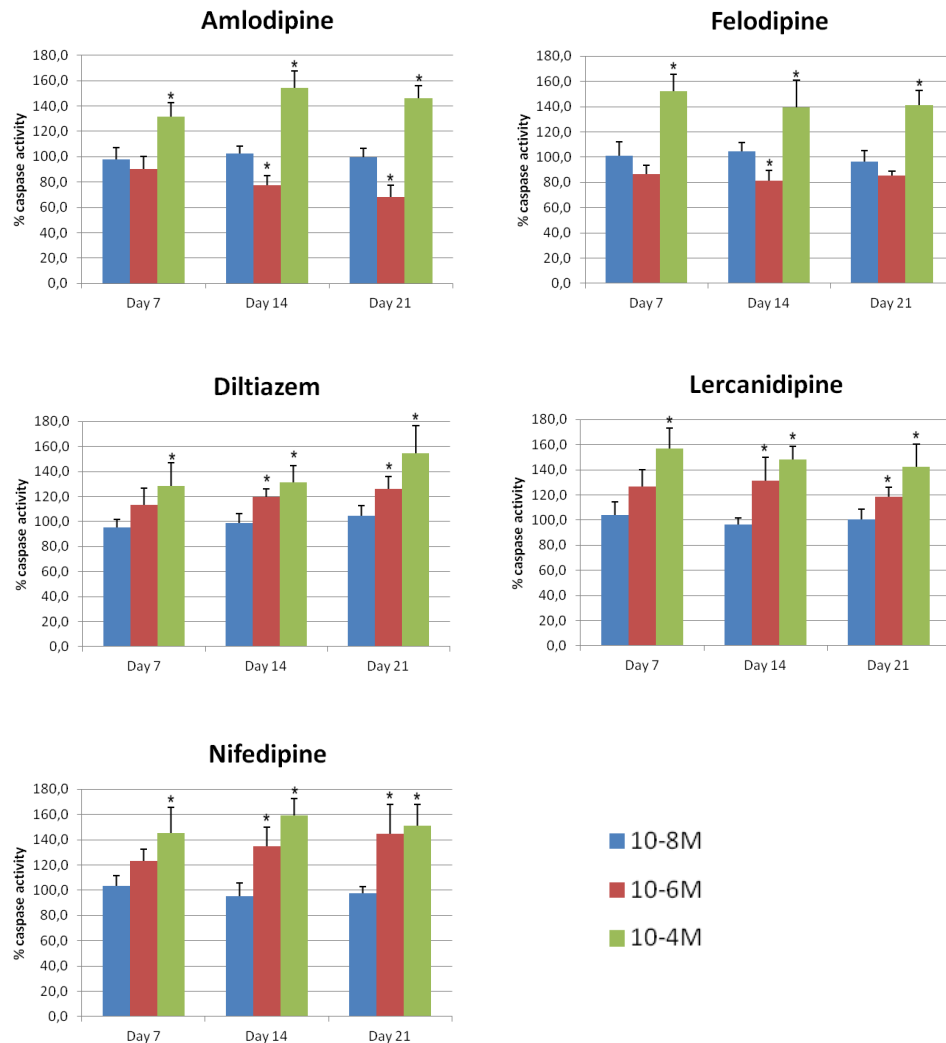 Amlodipine
180,0
160,0
140,0
120,0
100,0
80,0
60,0
40,0
20,0
0,0
% caspase activity
* * * * *
Day 7 Day 14 Day 21
Felodipine
180,0
160,0
140,0
120,0
100,0
80,0
60,0
40,0
20,0
0,0
% caspase activity
* * * *
Day 7 Day 14 Day 21
Diltiazem
180,0
160,0
140,0
120,0
100,0
80,0
60,0
40,0
20,0
0,0
% caspase activity
* * * * *
Day 7 Day 14 Day 21
Lercanidipine
180,0
160,0
140,0
120,0
100,0
80,0
60,0
40,0
20,0
0,0
% caspase activity
* * * * *
Day 7 Day 14 Day 21
Nifedipine
180,0
160,0
140,0
120,0
100,0
80,0
60,0
40,0
20,0
0,0
% caspase activity
* * * * *
Day 7 Day 14 Day 21
10-8M
10-6M
10-4M